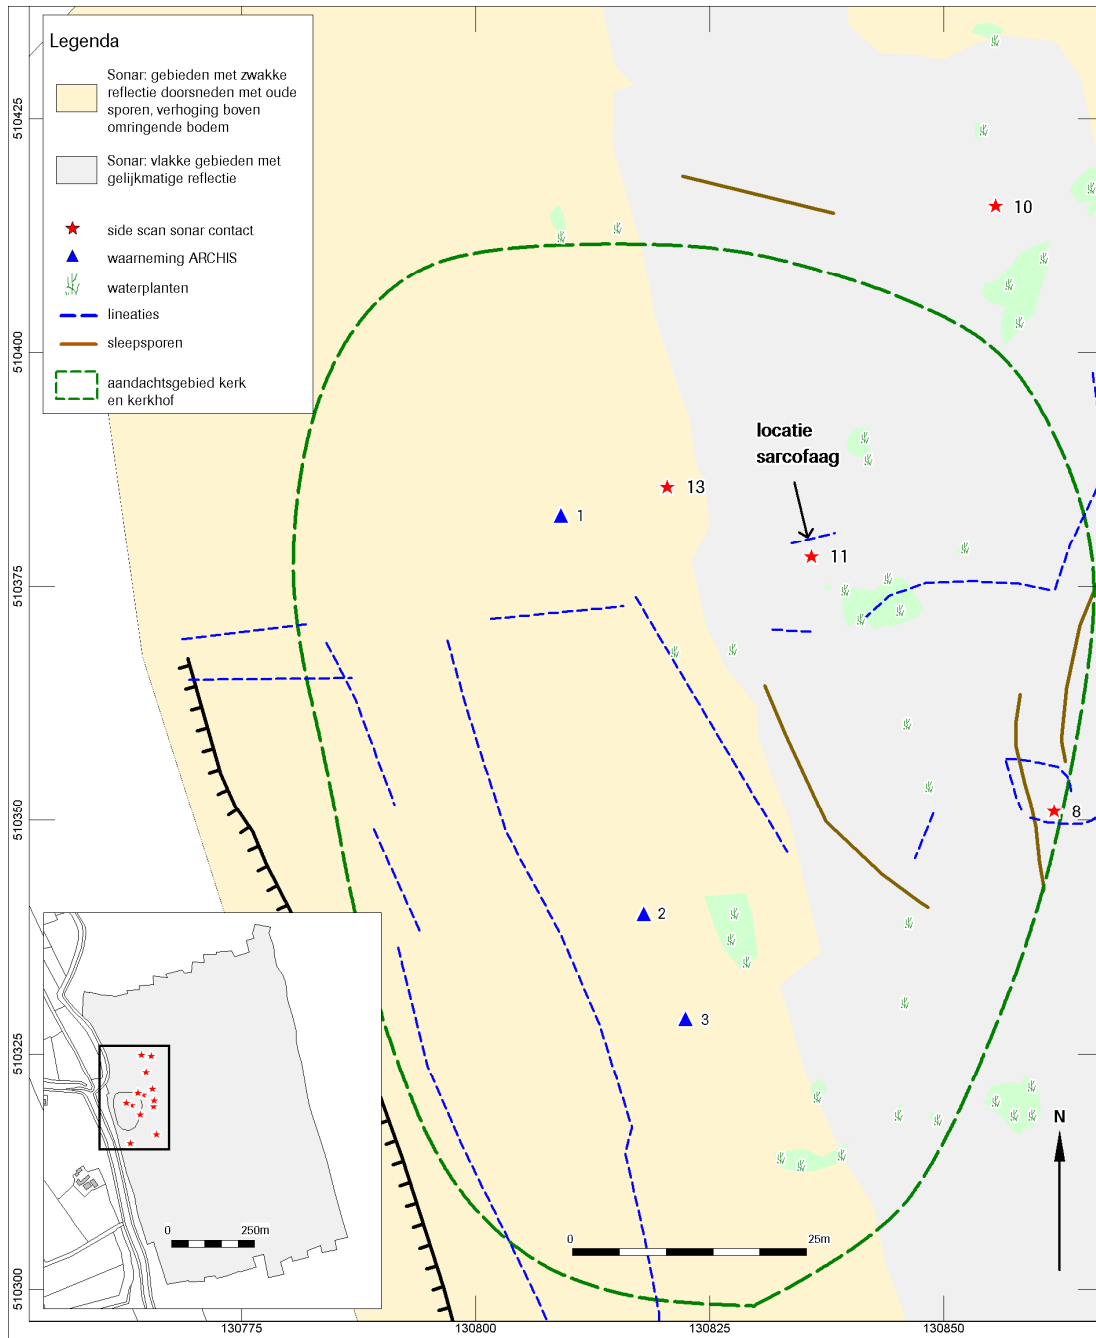 Legenda
Sonar: gebieden met zwakke
reflectie doorsneden met oude
sporen, verhoging boven
omringende bodem
Sonar: vlakke gebieden met
gelijkmatige reflectie
side scan sonar contact
waarneming ARCHIS
waterplanten
lineaties
sleepsporen
aandachtsgebied kerk
en kerkhof
510425
510400
510375
510350
510325
510300
10
locatie
sarcofaag
13
1
11
8
2
3
N
0 25m
0 250m
130775 130800 130825 130850